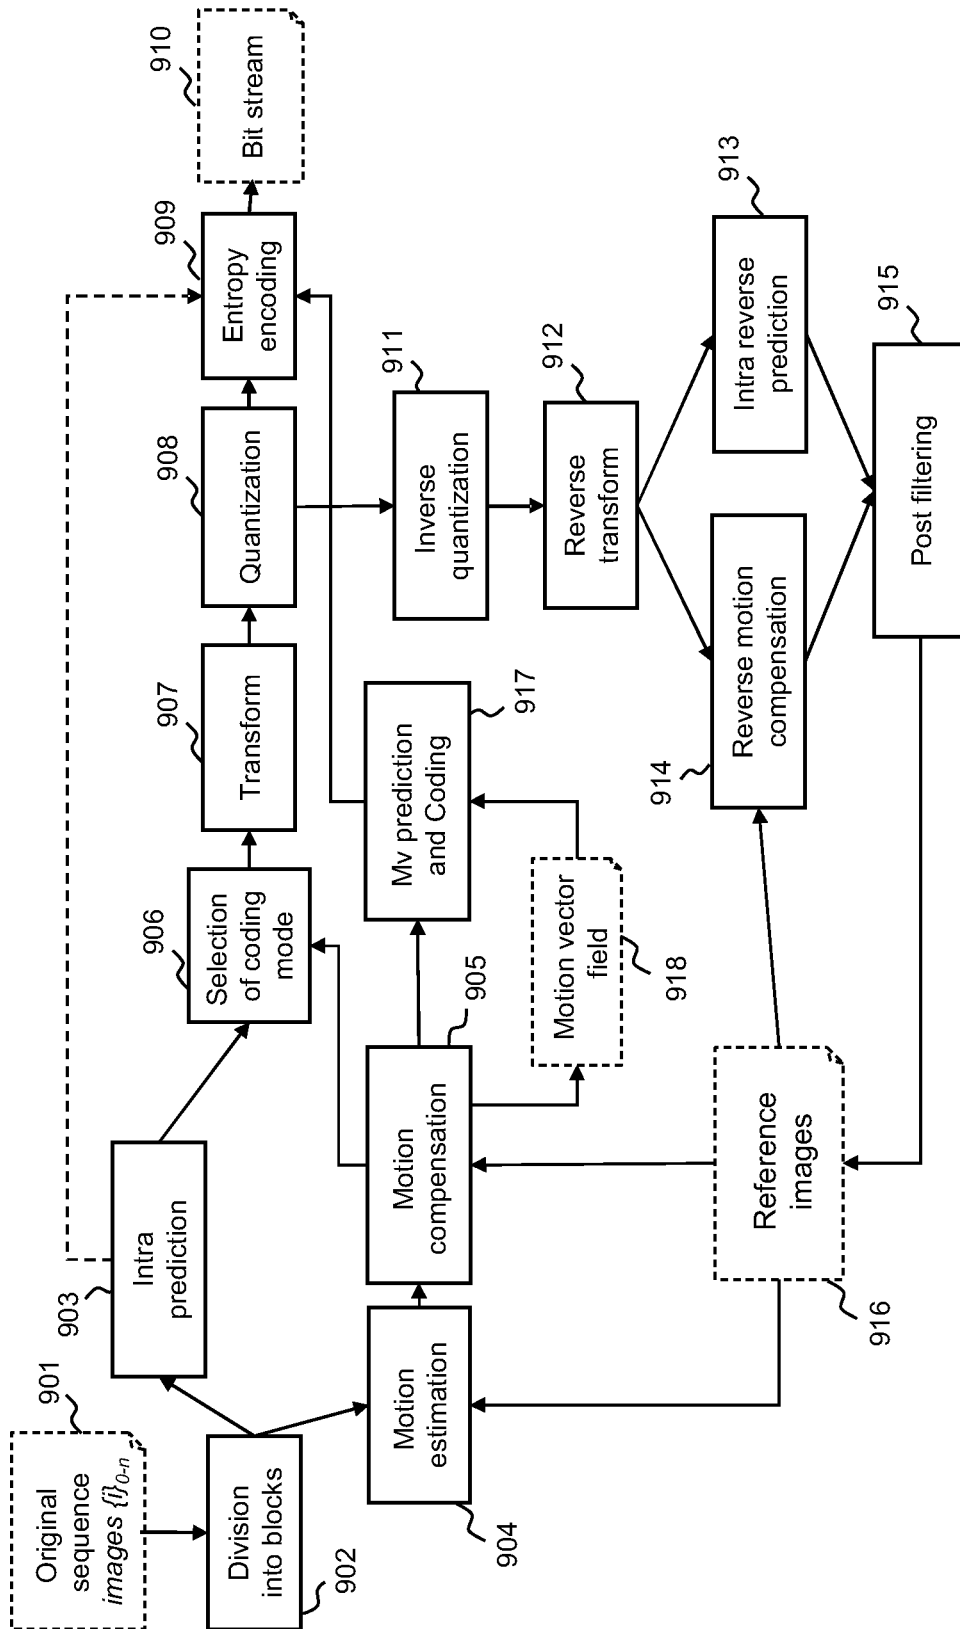 901
Original
sequence
images {I}0-n
Division
into blocks
902
903
Intra
prediction
Motion
estimation
904
Motion
compensation
905
906
Selection
of coding
mode
907
Transform
908
Quantization
909
Entropy
encoding
910
Bit stream
Mv prediction
and Coding
917
Motion vector
field
918
911
Inverse
quantization
912
Reverse
transform
913
Intra reverse
prediction
914
Reverse motion
compensation
915
Post filtering
Reference
images
916